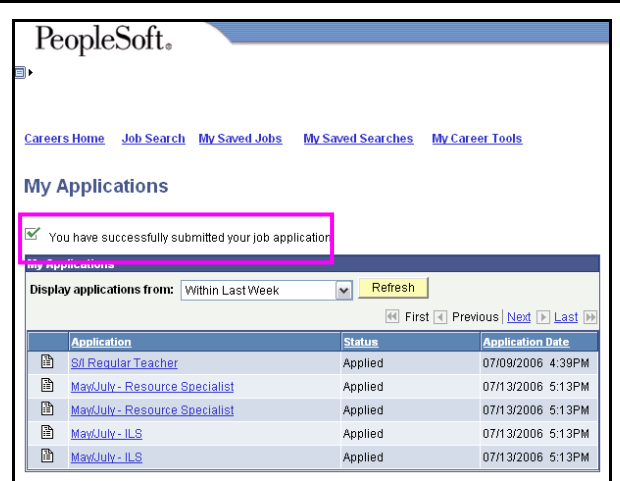 PeopleSoft®
Careers Home Job Search My Saved Jobs My Saved Searches My Career Tools
My Applications
You have successfully submitted your job application
My Applications
Display applications from: Within Last Week Refresh
First Previous | Next Last
Application Status Application Date
S/I Regular Teacher Applied 07/09/2006 4:39PM
May/July - Resource Specialist Applied 07/13/2006 5:13PM
May/July - Resource Specialist Applied 07/13/2006 5:13PM
May/July - ILS Applied 07/13/2006 5:13PM
May/July - ILS Applied 07/13/2006 5:13PM